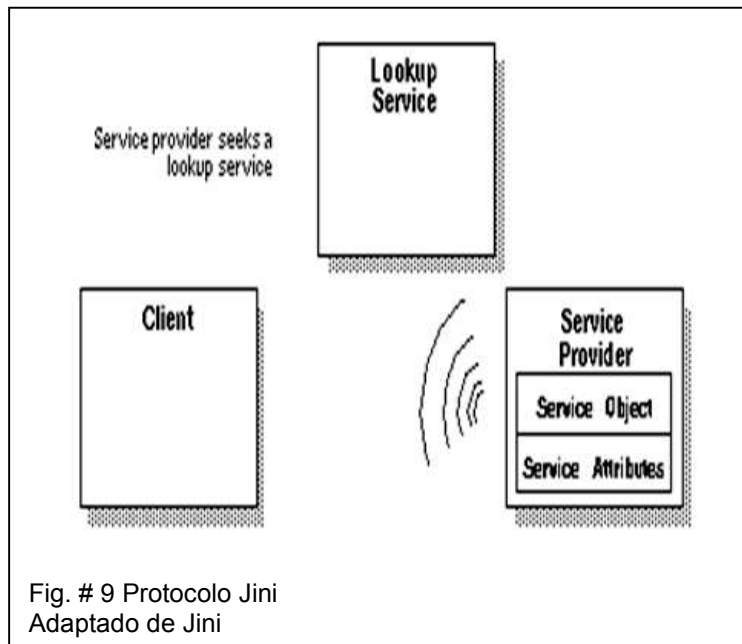 Lookup
Service
Service provider seeks a
lookup service
Client
Service
Provider
Service Object
Service Attributes
Fig. # 9 Protocolo Jini
Adaptado de Jini